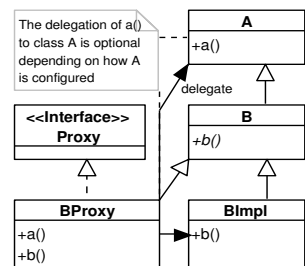 The delegation of a()
to class A is optional
depending on how A
is configured
A
+a()
delegate
<<Interface>>
Proxy
B
+b()
BProxy
+a()
+b()
BImpl
+b()